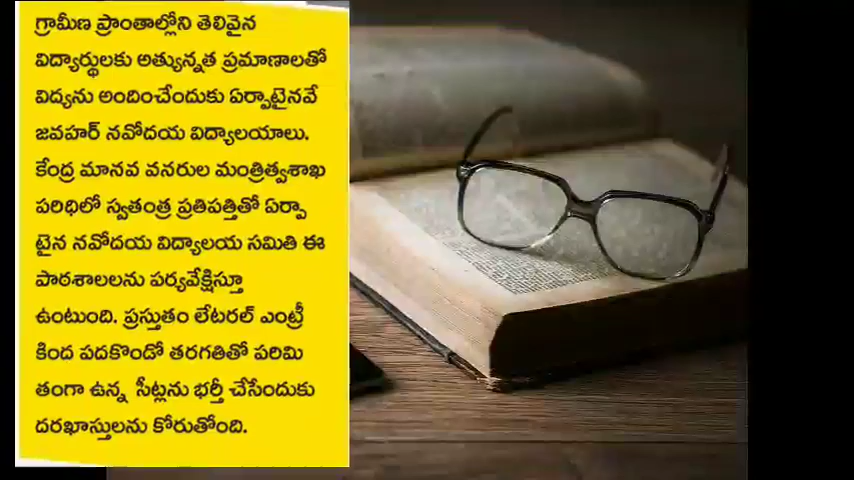 గ్రామీణ ప్రాంతాల్లోని తెలివైన
విద్యార్థులకు అత్యున్నత ప్రమాణాలతో
విద్యను అందించేందుకు ఏర్పాటైనవే
జవహర్ నవోదయ విద్యాలయాలు.
కేంద్ర మానవ వనరుల మంత్రిత్వశాఖ
పరిధిలో స్వతంత్ర ప్రతిపత్తితో ఏర్పా
టైన నవోదయ విద్యాలయ సమితి ఈ
పాఠశాలలను పర్యవేక్షిస్తూ
ఉంటుంది. ప్రస్తుతం లేటరల్ ఎంట్రీ
కింద పదకొండో తరగతితో పరిమి
తంగా ఉన్న సీట్లను భర్తీ చేసేందుకు
దరఖాస్తులను కోరుతోంది.